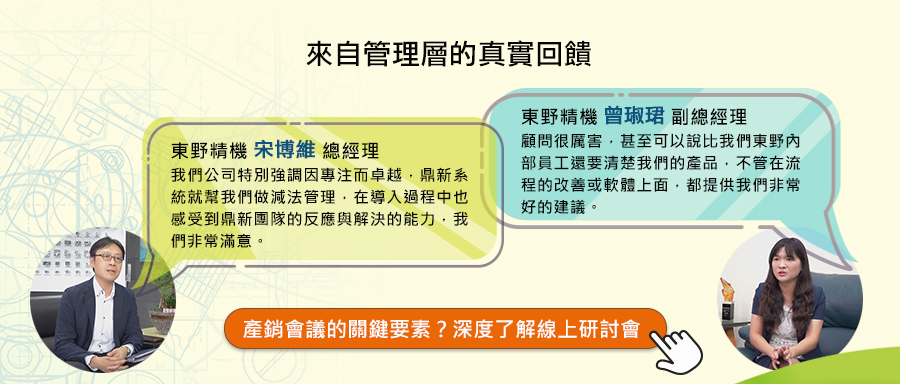 來自管理層的真實回饋
東野精機 宋博維 總經理
我們公司特別強調因專注而卓越，鼎新系
統就幫我們做減法管理，在導入過程中也
感受到鼎新團隊的反應與解決的能力，我
們非常滿意。
東野精機 曾琡珺 副總經理
顧問很厲害，甚至可以說比我們東野內
部員工還要清楚我們的產品，不管在流
程的改善或軟體上面，都提供我們非常
好的建議。
產銷會議的關鍵要素？深度了解線上研討會